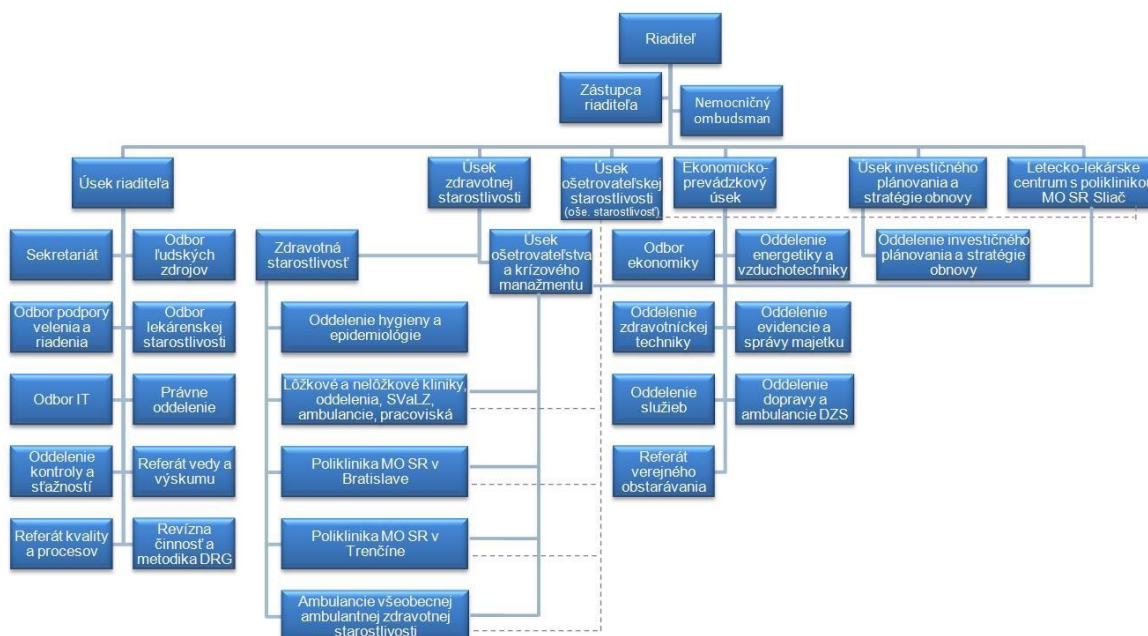 Riaditeľ
Zástupca
riaditeľa
Nemocničný
ombudsman
Úsek riaditeľa
Úsek
zdravotnej
starostlivosti
Úsek
ošetrovateľskej
starostlivosti
(oše. starostlivosť)
Ekonomicko-
prevádzkový
úsek
Úsek investičného
plánovania a
stratégie obnovy
Letecko-lekárske
centrum s poliklinikou
MO SR Sliač
Sekretariát
Odbor
ľudských
zdrojov
Zdravotná
starostlivosť
Úsek
ošetrovateľstva
a krízového
manažmentu
Odbor
ekonomiky
Oddelenie
energetiky a
vzduchotechniky
Oddelenie investičného
plánovania a stratégie
obnovy
Odbor podpory
velenia a
riadenia
Odbor
lekárenskej
starostlivosti
Oddelenie hygieny a
epidemiológie
Oddelenie
zdravotníckej
techniky
Oddelenie
evidencie a
správy majetku
Odbor IT
Právne
oddelenie
Lôžkové a nelôžkové kliniky,
oddelenia, SVaLZ,
ambulancie, pracoviská
Oddelenie
služieb
Oddelenie
dopravy a
ambulancie DZS
Oddelenie
kontroly a
sťažností
Referát vedy a
výskumu
Poliklinika MO SR v
Bratislave
Referát
verejného
obstarávania
Referát kvality
a procesov
Revízna
činnosť a
metodika DRG
Poliklinika MO SR v
Trenčíne
Ambulancie všeobecnej
ambulantnej zdravotnej
starostlivosti